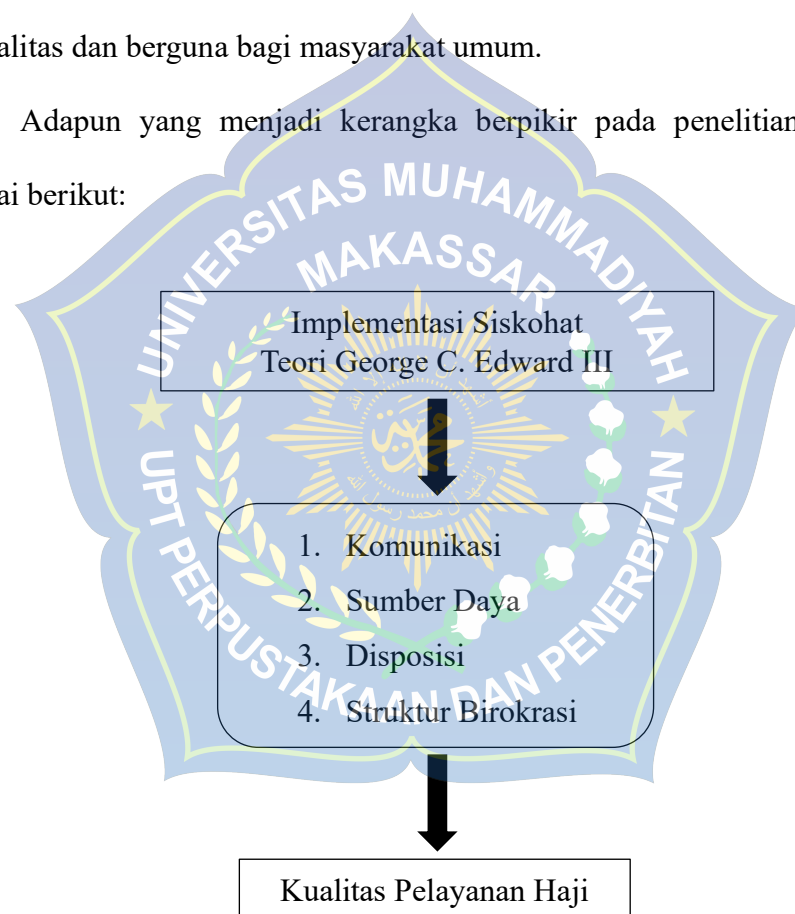 alitas dan berguna bagi masyarakat umum.
Adapun yang menjadi kerangka berpikir pada penelitian
ai berikut:
UNIVERSITAS MUHAMMADIYAH
MAKASSAR
Implementasi Siskohat
Teori George C. Edward III
1. Komunikasi
2. Sumber Daya
3. Disposisi
4. Struktur Birokrasi
UPT PERPUSTAKAAN DAN PENERBITAN
Kualitas Pelayanan Haji